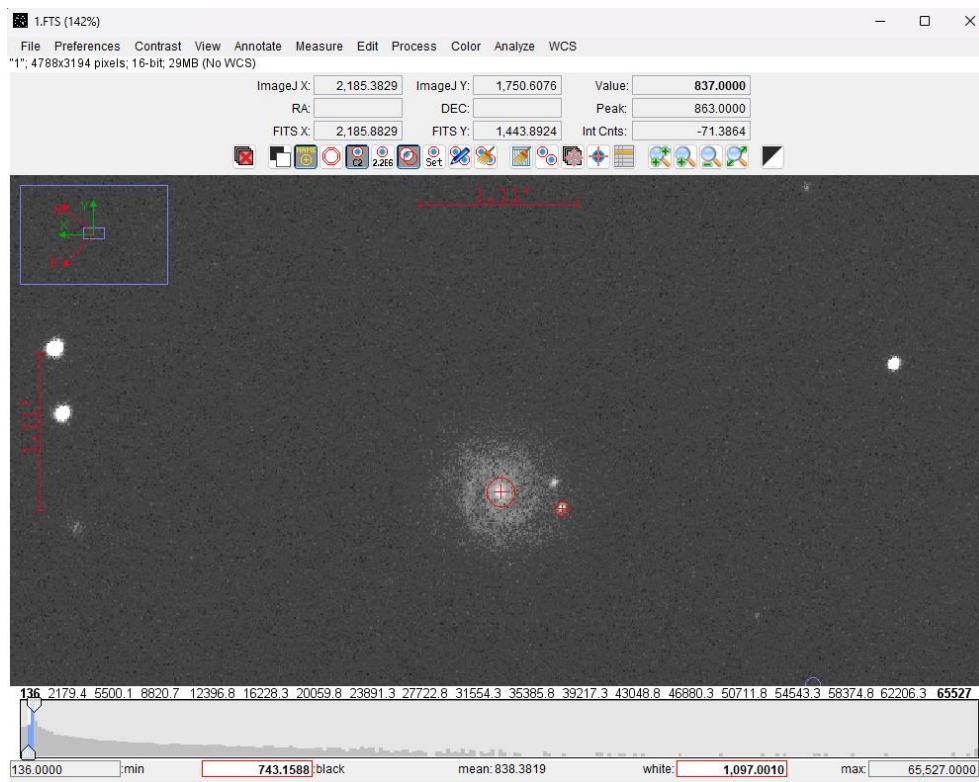 1.FTS (142%)
File Preferences Contrast View Annotate Measure Edit Process Color Analyze WCS
"1"; 4788x3194 pixels; 16-bit; 29MB (No WCS)
ImageJ X: 2,185.3829 ImageJ Y: 1,750.6076 Value: 837.0000
RA: DEC: Peak: 863.0000
FITS X: 2,185.8829 FITS Y: 1,443.8924 Int Cnts: -71.3864
NAME C2 2.2E6 Set
Y
X
136 2179.4 5500.1 8820.7 12396.8 16228.3 20059.8 23891.3 27722.8 31554.3 35385.8 39217.3 43048.8 46880.3 50711.8 54543.3 58374.8 62206.3 65527
136.0000 :min 743.1588 :black mean: 838.3819 white: 1,097.0010 max: 65,527.0000